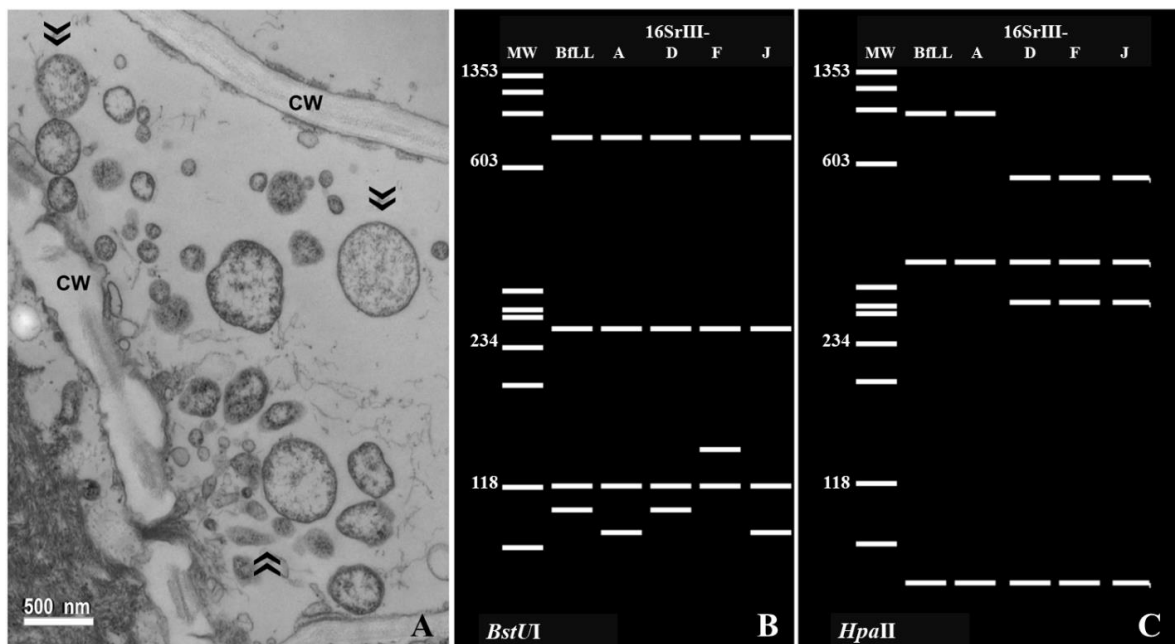 CW
CW
500 nm
A
16SrIII-
MW BfLL A D F J
1353
603
234
118
BstUI
B
16SrIII-
MW BfLL A D F J
1353
603
234
118
HpaII
C